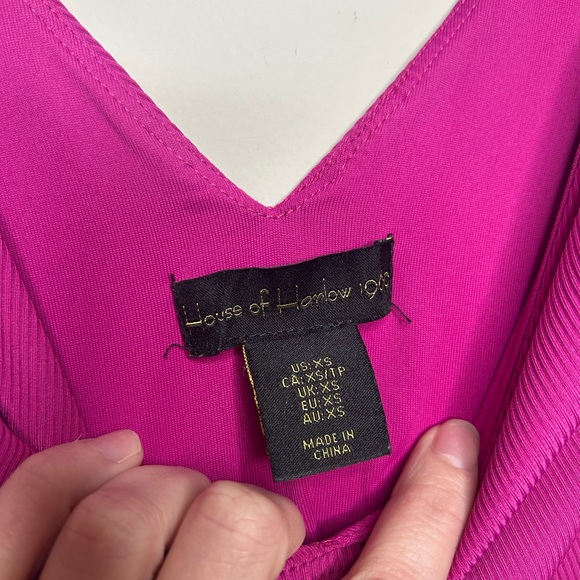 House of Harlow 1960
US: XS
CA: XS/TP
UK: XS
EU: XS
AU: XS
MADE IN
CHINA